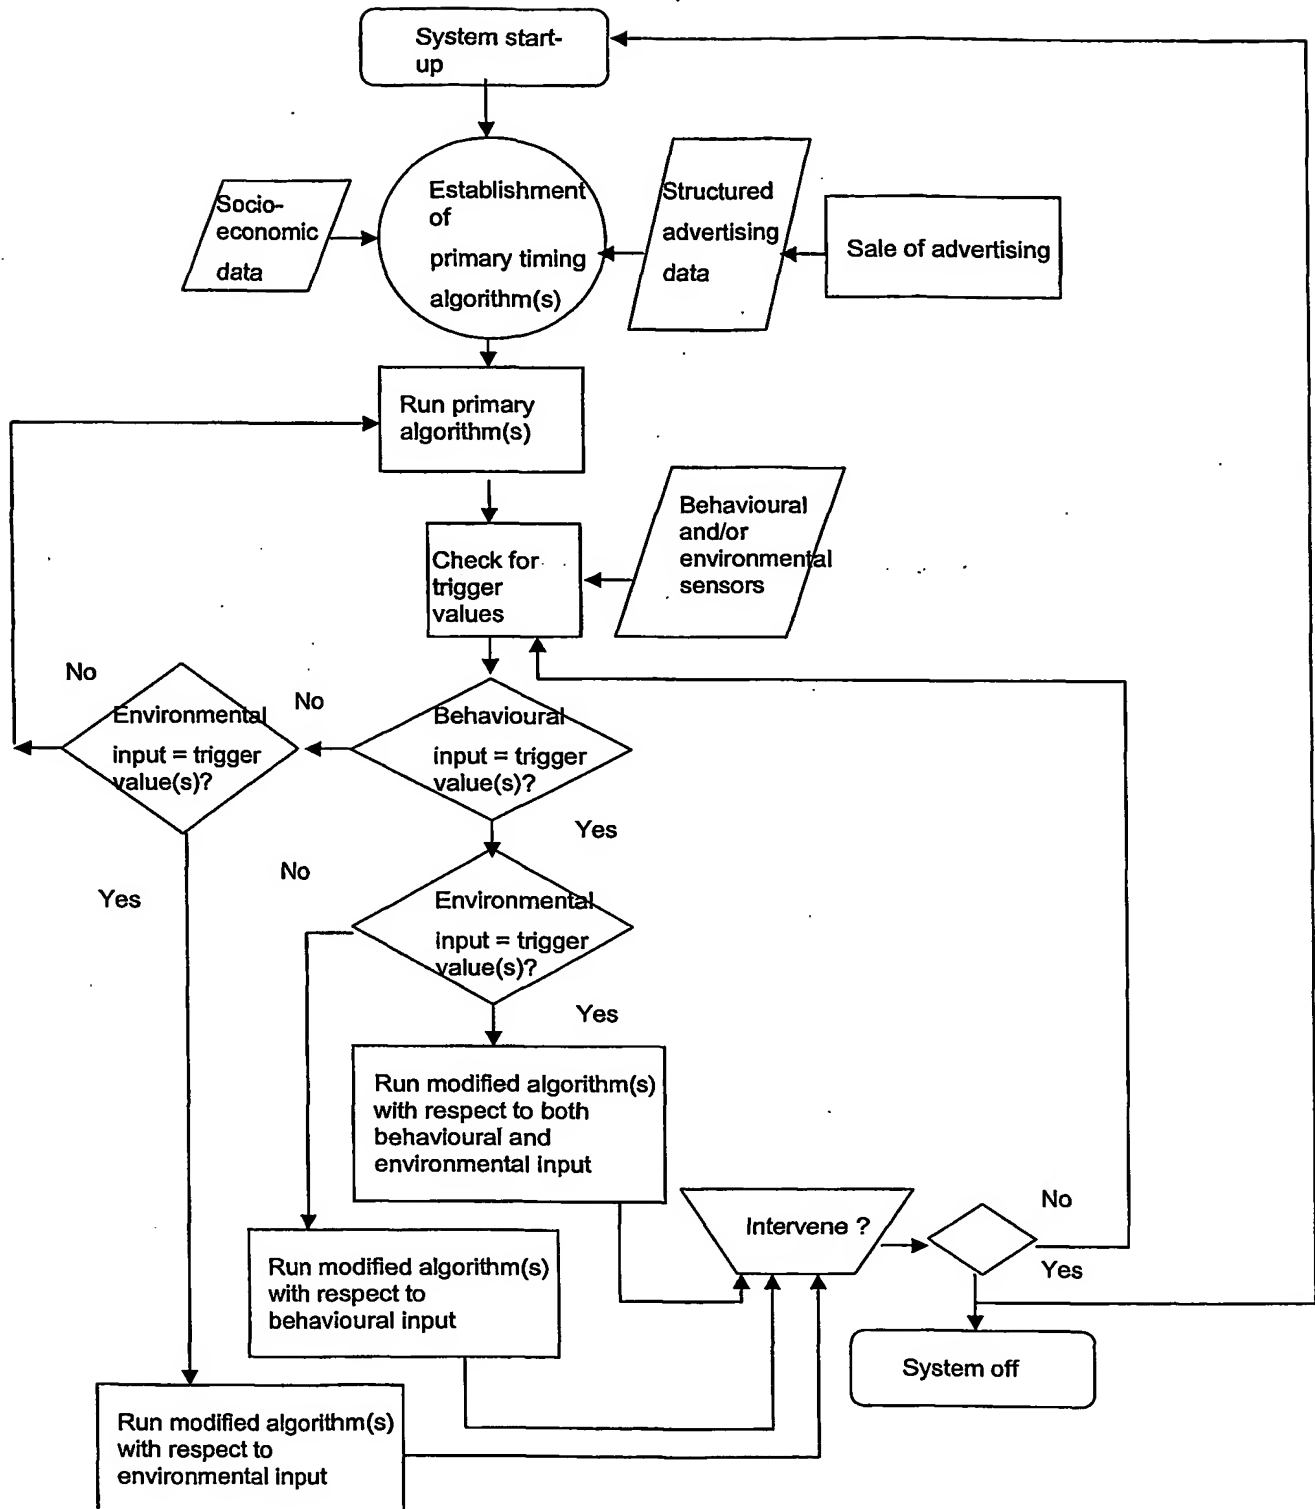 System start-
up
Establishment
of
primary timing
algorithm(s)
Socio-
economic
data
Structured
advertising
data
Sale of advertising
Run primary
algorithm(s)
Behavioural
and/or
environmental
sensors
Check for
trigger
values
No
Environmental
input = trigger
value(s)?
No
Behavioural
input = trigger
value(s)?
Yes
No
Yes
Environmental
input = trigger
value(s)?
Yes
Run modified algorithm(s)
with respect to both
behavioural and
environmental input
Intervene ?
No
Yes
Run modified algorithm(s)
with respect to
behavioural input
System off
Run modified algorithm(s)
with respect to
environmental input